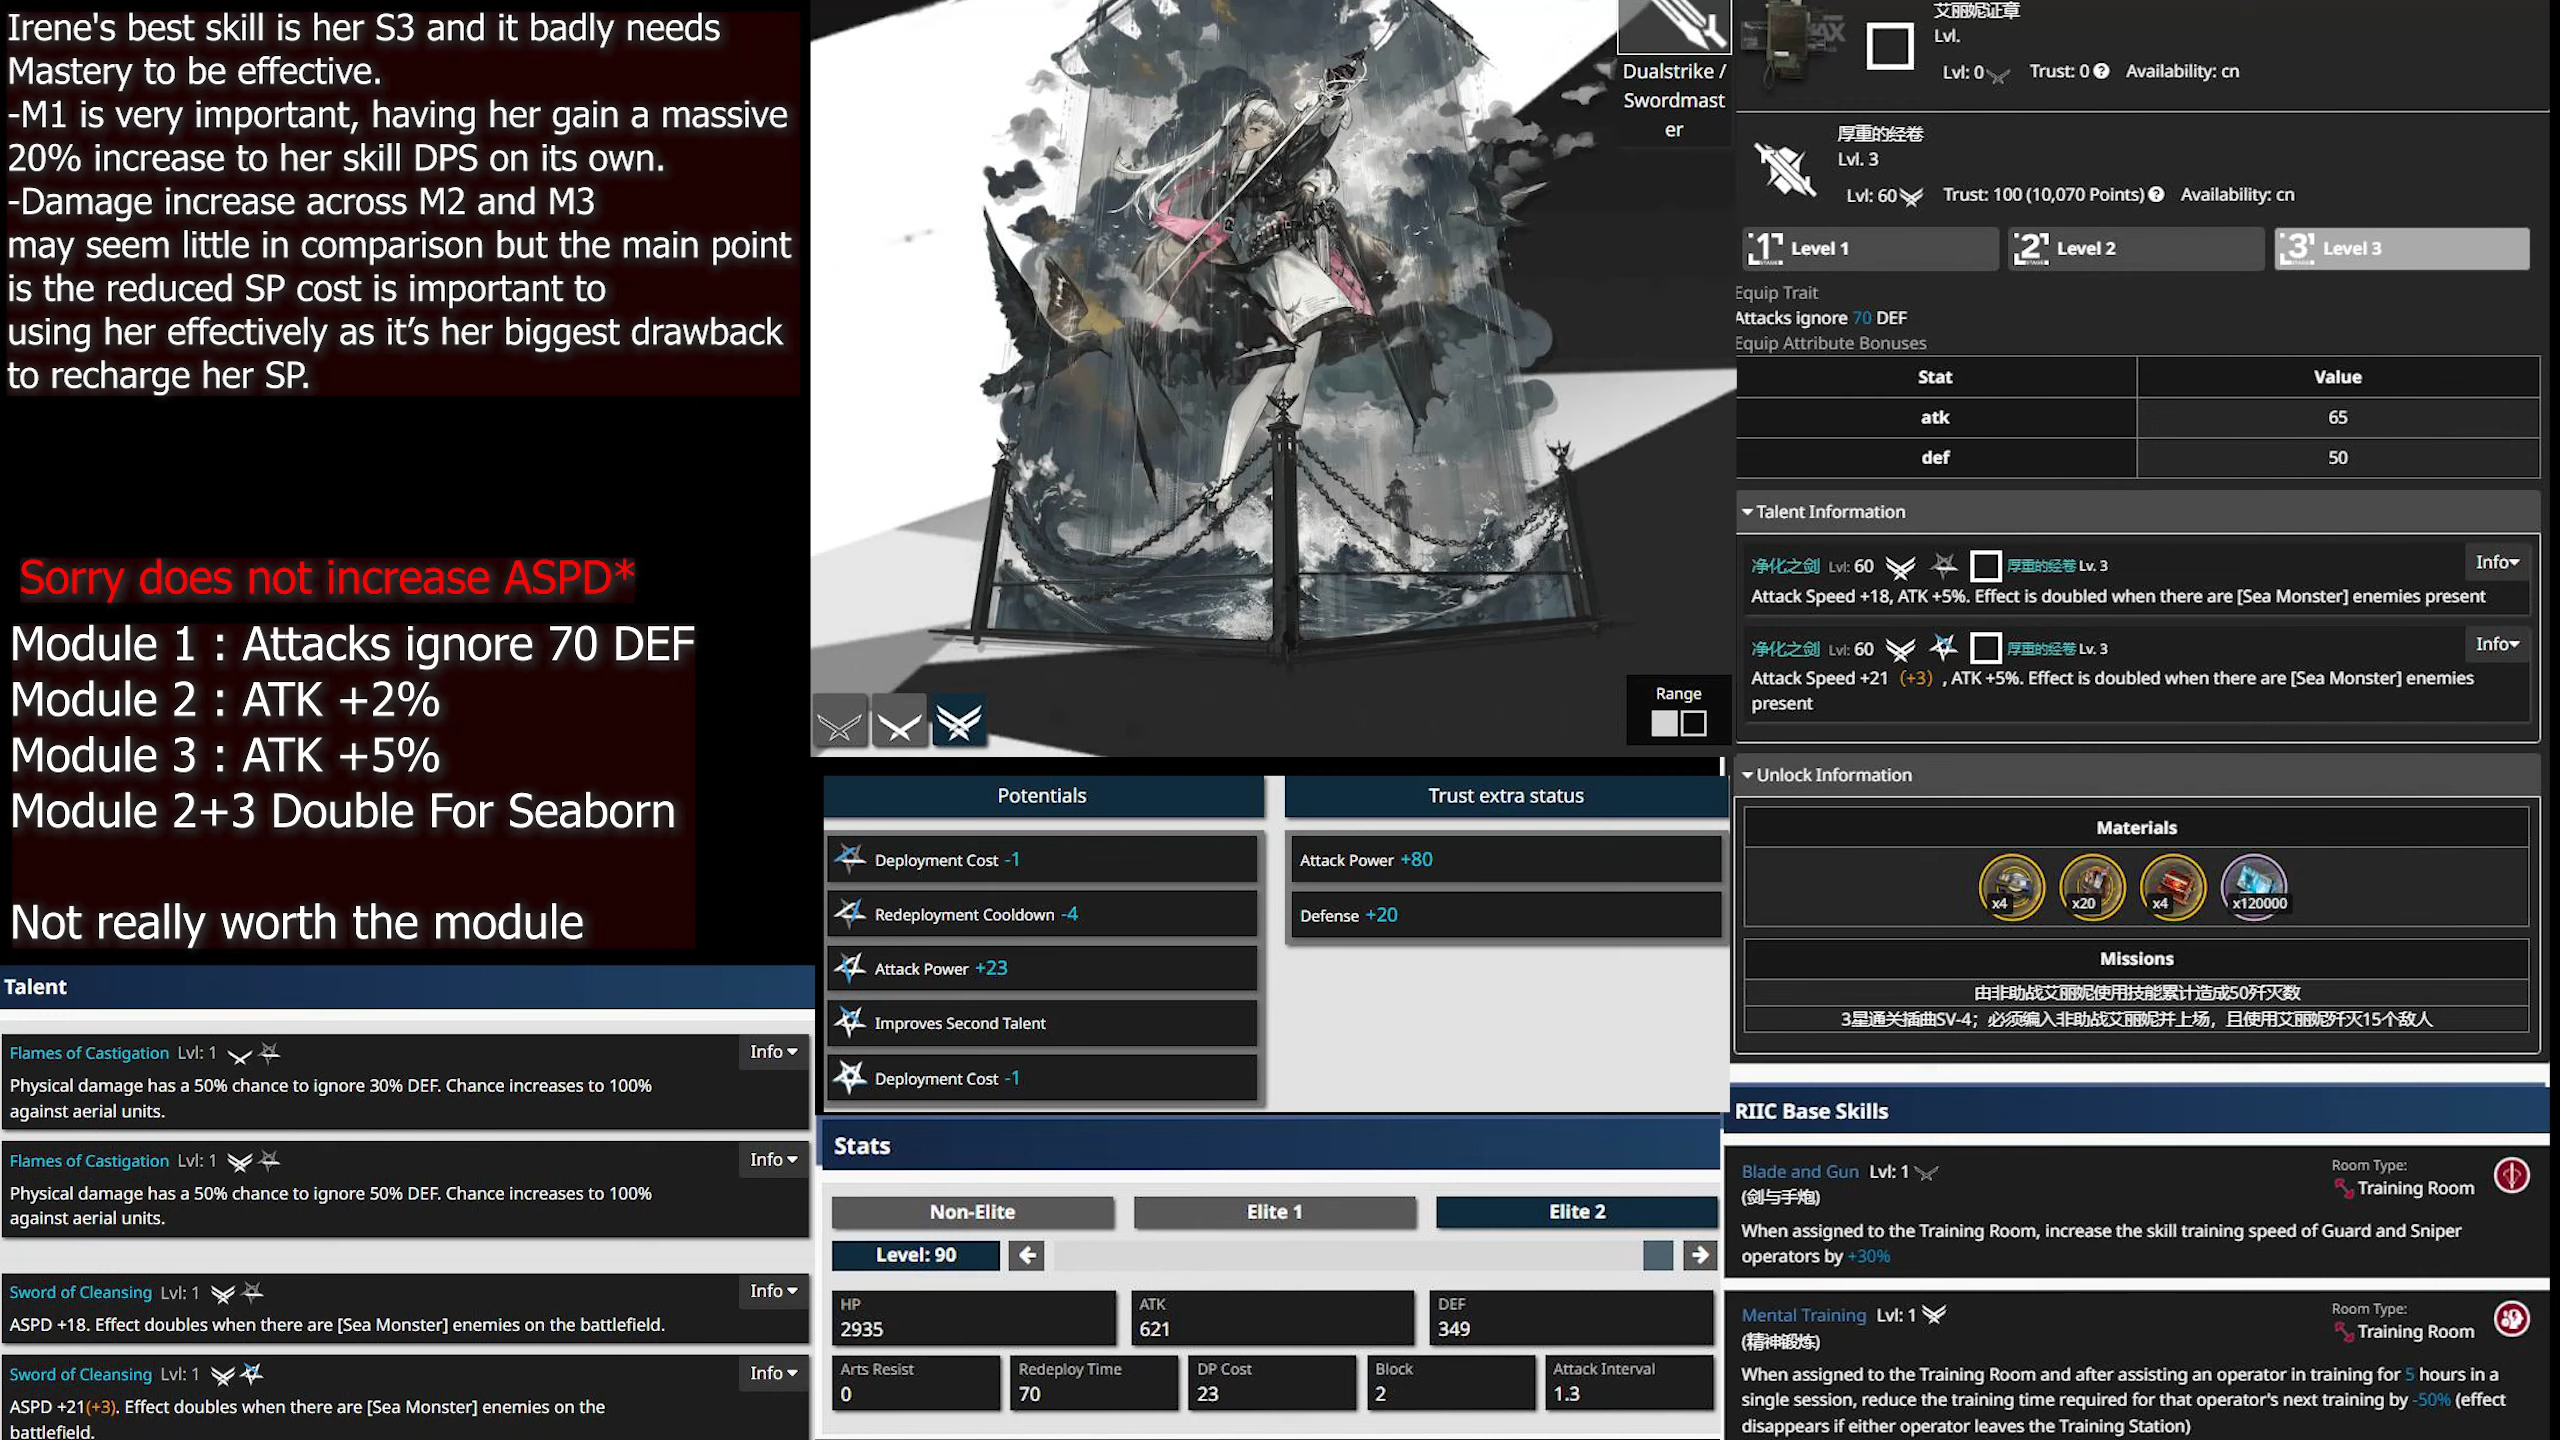 Irene's best skill is her S3 and it badly needs
Mastery to be effective.
-M1 is very important, having her gain a massive
20% increase to her skill DPS on its own.
-Damage increase across M2 and M3
may seem little in comparison but the main point
is the reduced SP cost is important to
using her effectively as it’s her biggest drawback
to recharge her SP.
Sorry does not increase ASPD*
Module 1 : Attacks ignore 70 DEF
Module 2 : ATK +2%
Module 3 : ATK +5%
Module 2+3 Double For Seaborn
Not really worth the module
Talent
Flames of Castigation Lvl: 1
Info
Physical damage has a 50% chance to ignore 30% DEF. Chance increases to 100%
against aerial units.
Flames of Castigation Lvl: 1
Info
Physical damage has a 50% chance to ignore 50% DEF. Chance increases to 100%
against aerial units.
Sword of Cleansing Lvl: 1
Info
ASPD +18. Effect doubles when there are [Sea Monster] enemies on the battlefield.
Sword of Cleansing Lvl: 1
Info
ASPD +21(+3). Effect doubles when there are [Sea Monster] enemies on the
battlefield.
Dualstrike /
Swordmast
er
Range
Potentials
Deployment Cost -1
Redeployment Cooldown -4
Attack Power +23
Improves Second Talent
Deployment Cost -1
Trust extra status
Attack Power +80
Defense +20
Stats
Non-Elite
Elite 1
Elite 2
Level: 90
HP
2935
ATK
621
DEF
349
Arts Resist
0
Redeploy Time
70
DP Cost
23
Block
2
Attack Interval
1.3
艾丽妮证章
Lvl.
Lvl: 0 Trust: 0 Availability: cn
厚重的经卷
Lvl. 3
Lvl: 60 Trust: 100 (10,070 Points) Availability: cn
1 Level 1
2 Level 2
3 Level 3
Equip Trait
Attacks ignore 70 DEF
Equip Attribute Bonuses
Stat Value
atk 65
def 50
Talent Information
净化之剑 Lvl: 60 厚重的经卷 Lv. 3
Info
Attack Speed +18, ATK +5%. Effect is doubled when there are [Sea Monster] enemies present
净化之剑 Lvl: 60 厚重的经卷 Lv. 3
Info
Attack Speed +21 (+3) , ATK +5%. Effect is doubled when there are [Sea Monster] enemies
present
Unlock Information
Materials
x4 x20 x4 x120000
Missions
由非助战艾丽妮使用技能累计造成50歼灭数
3星通关插曲SV-4；必须编入非助战艾丽妮并上场，且使用艾丽妮歼灭15个敌人
RIIC Base Skills
Blade and Gun Lvl: 1
(剑与手炮)
Room Type:
Training Room
When assigned to the Training Room, increase the skill training speed of Guard and Sniper
operators by +30%
Mental Training Lvl: 1
(精神锻炼)
Room Type:
Training Room
When assigned to the Training Room and after assisting an operator in training for 5 hours in a
single session, reduce the training time required for that operator's next training by -50% (effect
disappears if either operator leaves the Training Station)